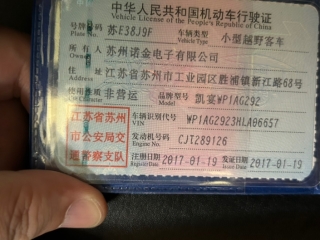 中华人民共和国机动车行驶证
Vehicle License of the People's Republic of China
号牌号码 苏E38J9F 车辆类型 小型越野客车
Plate No. Vehicle Type
所有人 苏州诺金电子有限公司
Owner
住址 江苏省苏州市工业园区胜浦镇新江路68号
Address
使用性质 非营运 品牌型号 凯宴WP1AG292
Use Character Model
江苏省苏州市公安局交通警察支队
车辆识别代号 WP1AG2923HLA06657
VIN
发动机号码 CJT289126
Engine No.
注册日期 2017-01-19 发证日期 2017-01-19
Register Date Issue Date